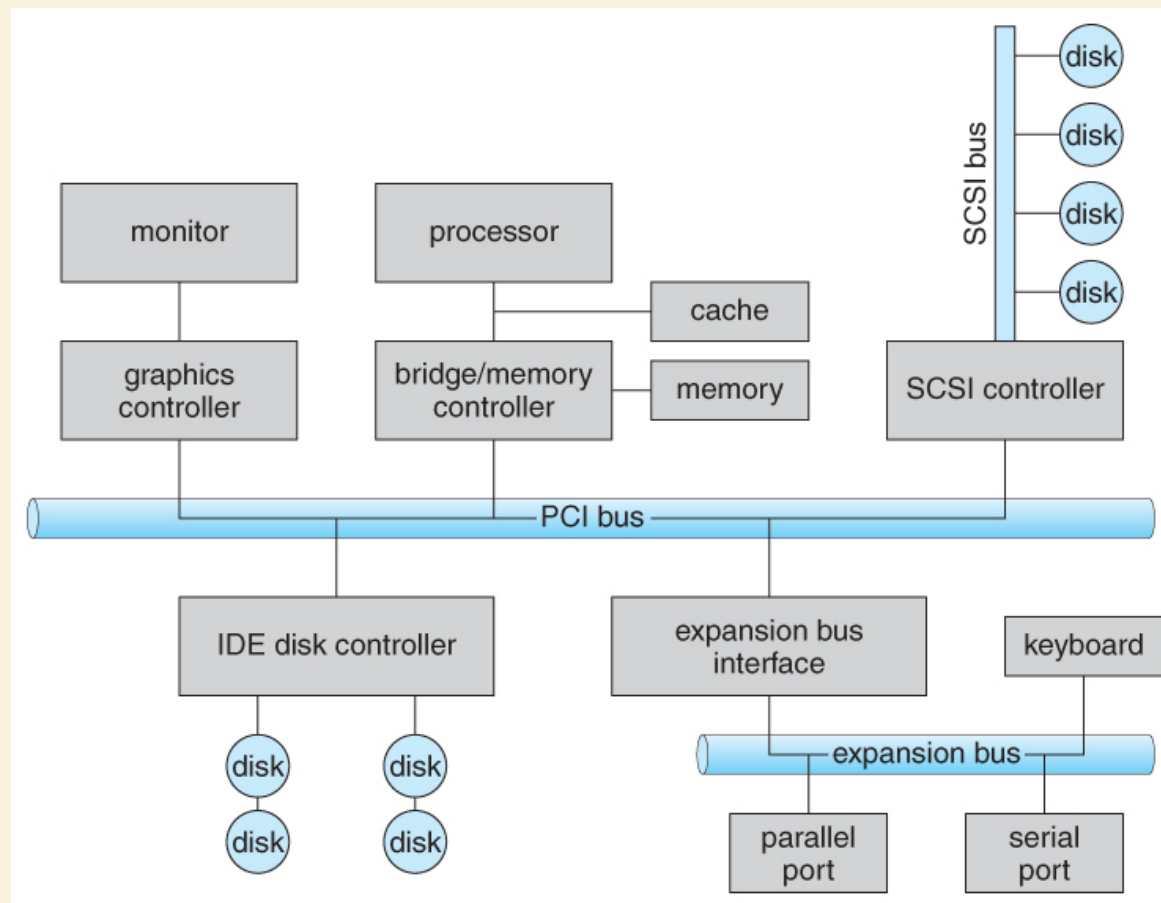 disk
disk
disk
disk
SCSI bus
monitor
processor
cache
graphics
controller
bridge/memory
controller
memory
SCSI controller
PCI bus
IDE disk controller
expansion bus
interface
keyboard
disk
disk
disk
disk
expansion bus
parallel
port
serial
port